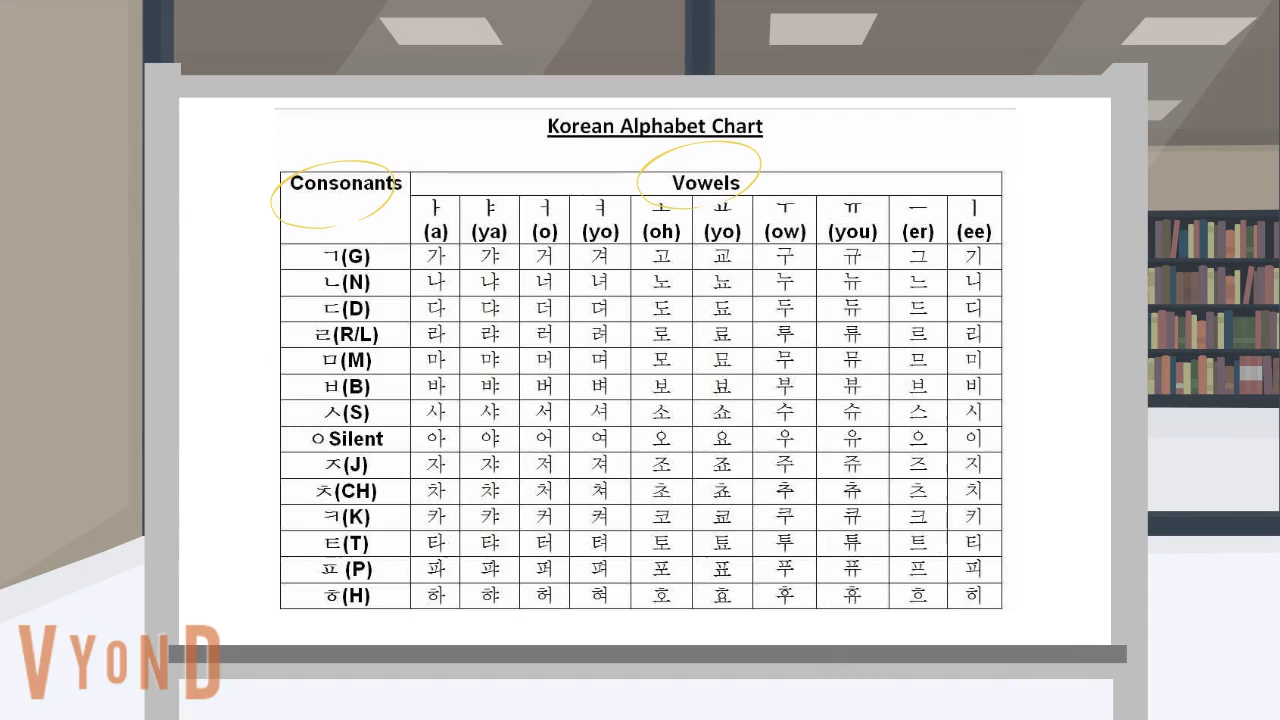 Korean Alphabet Chart
Consonants Vowels
ㅏ ㅑ ㅓ ㅕ ㅗ ㅛ ㅜ ㅠ ㅡ ㅣ
(a) (ya) (o) (yo) (oh) (yo) (ow) (you) (er) (ee)
ㄱ(G) 가 갸 거 겨 고 교 구 규 그 기
ㄴ(N) 나 냐 너 녀 노 뇨 누 뉴 느 니
ㄷ(D) 다 댜 더 뎌 도 됴 두 듀 드 디
ㄹ(R/L) 라 랴 러 려 로 료 루 류 르 리
ㅁ(M) 마 먀 머 며 모 묘 무 뮤 므 미
ㅂ(B) 바 뱌 버 벼 보 뵤 부 뷰 브 비
ㅅ(S) 사 샤 서 셔 소 쇼 수 슈 스 시
ㅇSilent 아 야 어 여 오 요 우 유 으 이
ㅈ(J) 자 쟈 저 져 조 죠 주 쥬 즈 지
ㅊ(CH) 차 챠 처 쳐 초 쵸 추 츄 츠 치
ㅋ(K) 카 캬 커 켜 코 쿄 쿠 큐 크 키
ㅌ(T) 타 탸 터 텨 토 툐 투 튜 트 티
ㅍ (P) 파 퍄 퍼 펴 포 표 푸 퓨 프 피
ㅎ(H) 하 햐 허 혀 호 효 후 휴 흐 히
VYOND